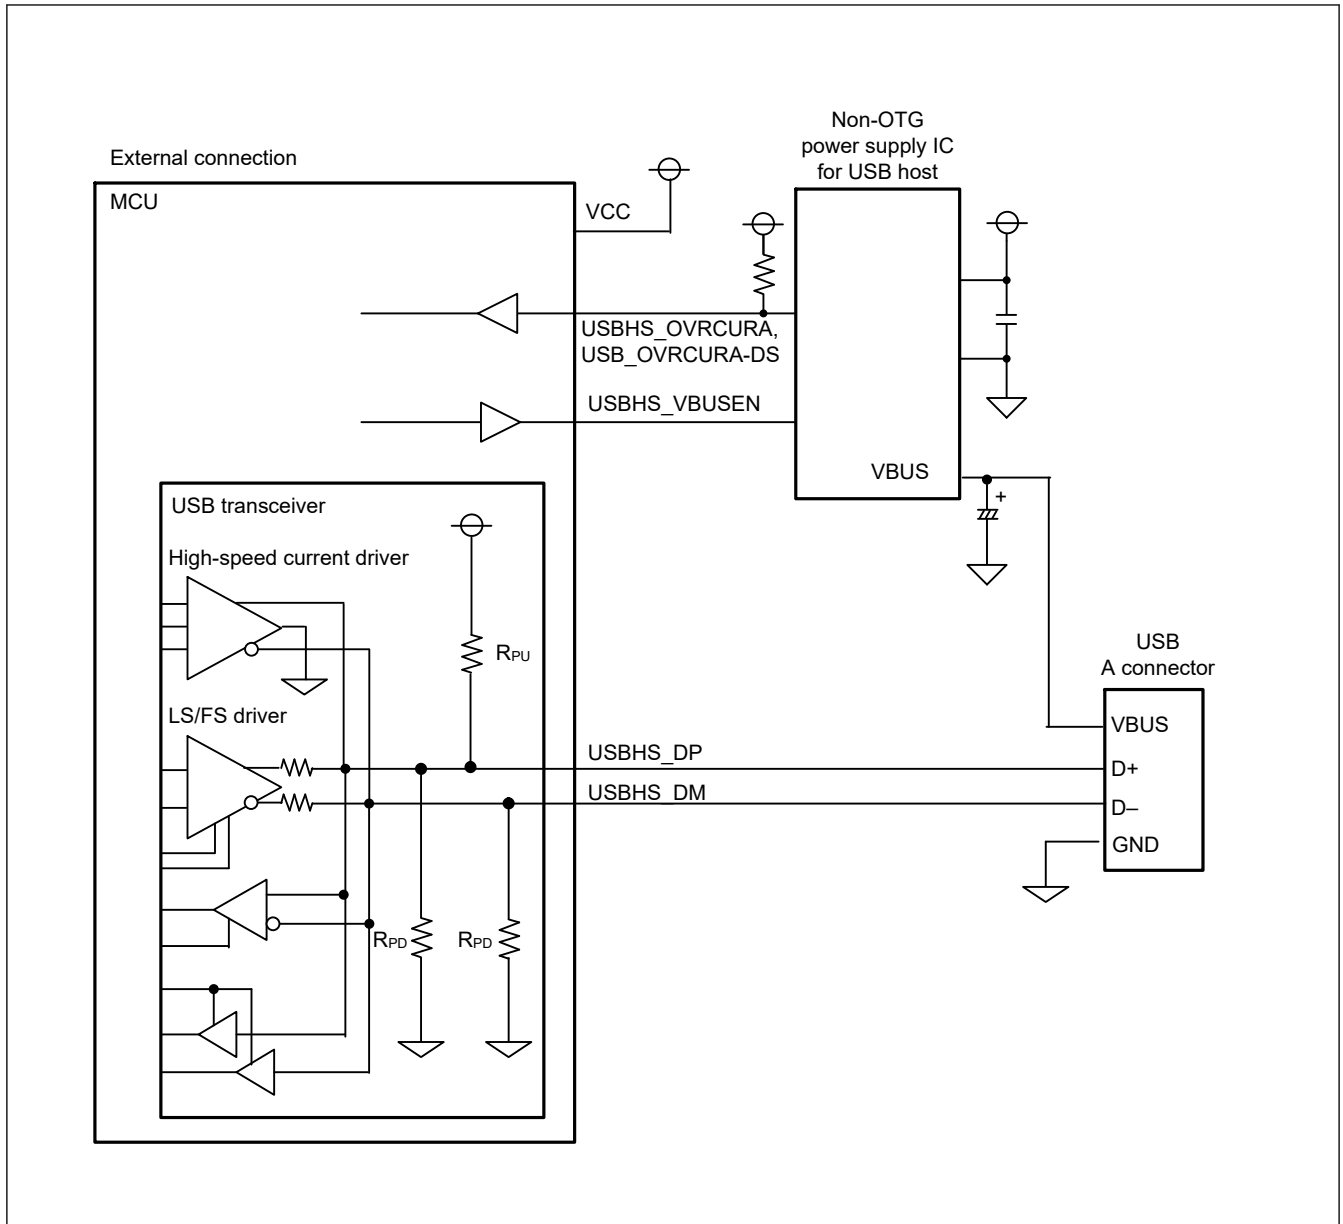 External connection
MCU
VCC
Non-OTG
power supply IC
for USB host
USBHS_OVRCURA,
USB_OVRCURA-DS
USBHS_VBUSEN
VBUS
+
USB transceiver
High-speed current driver
RPU
LS/FS driver
USBHS_DP
USBHS_DM
RPD
RPD
USB
A connector
VBUS
D+
D–
GND